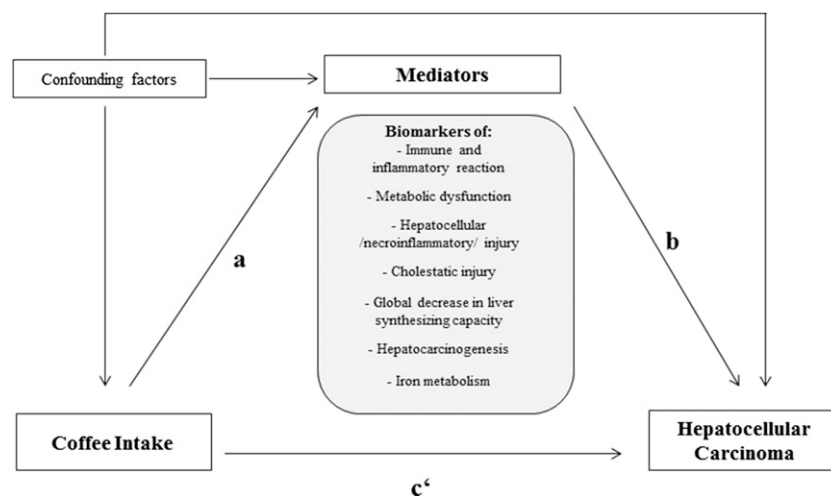 Confounding factors
Mediators
Biomarkers of:
- Immune and
inflammatory reaction
- Metabolic dysfunction
- Hepatocellular
/necroinflammatory/ injury
- Cholestatic injury
- Global decrease in liver
synthesizing capacity
- Hepatocarcinogenesis
- Iron metabolism
a
b
Coffee Intake
Hepatocellular
Carcinoma
c‘